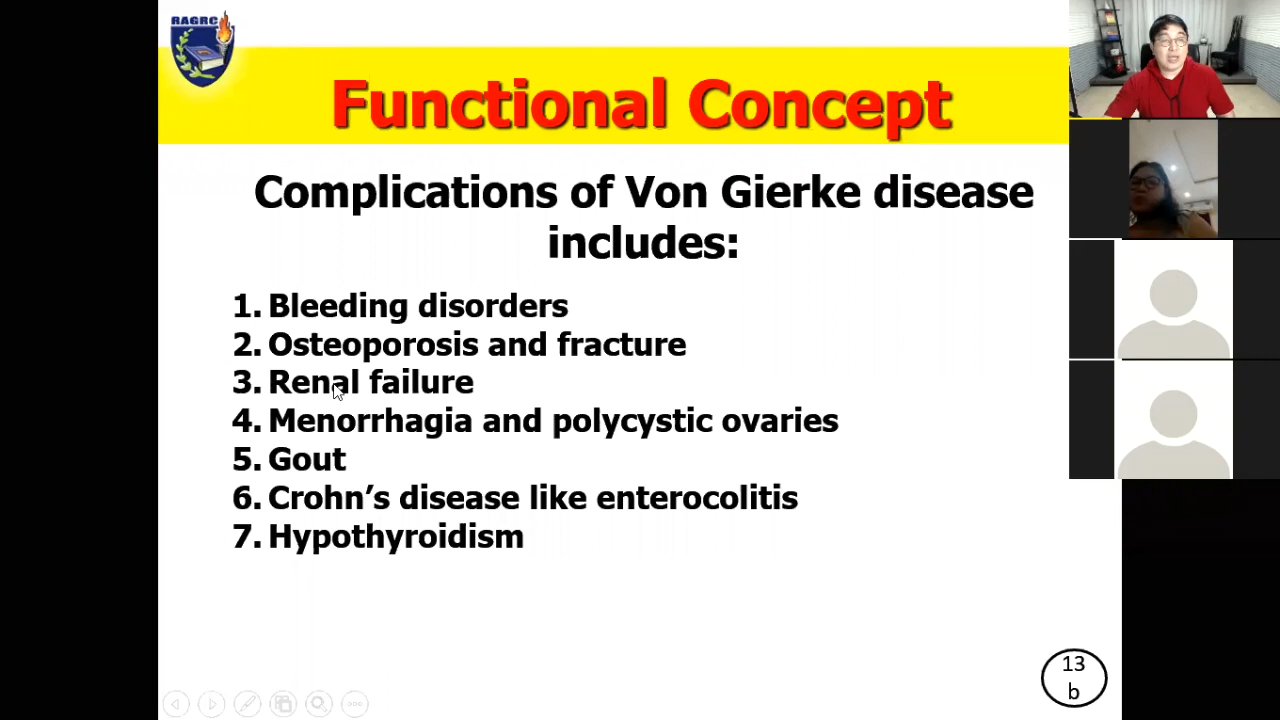 RAGRC
Functional Concept
Complications of Von Gierke disease
includes:
1. Bleeding disorders
2. Osteoporosis and fracture
3. Renal failure
4. Menorrhagia and polycystic ovaries
5. Gout
6. Crohn’s disease like enterocolitis
7. Hypothyroidism
13
b